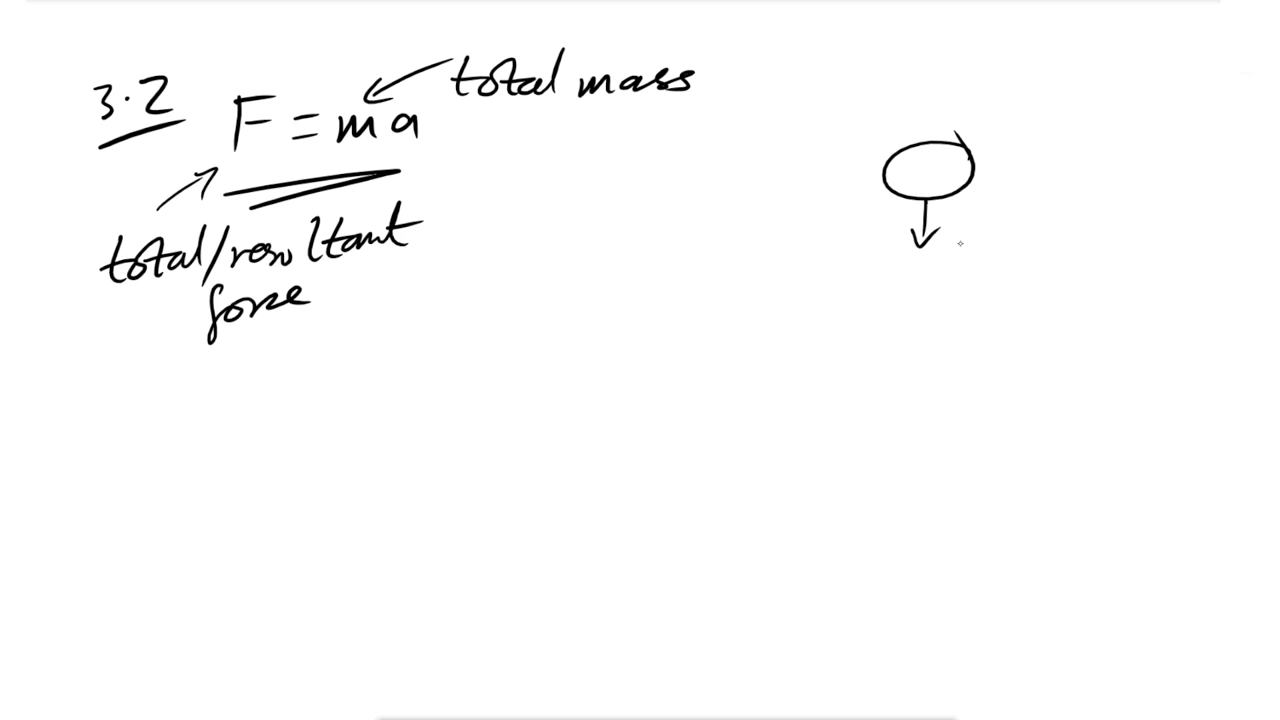 3.2
F = ma
total mass
total/resultant
force